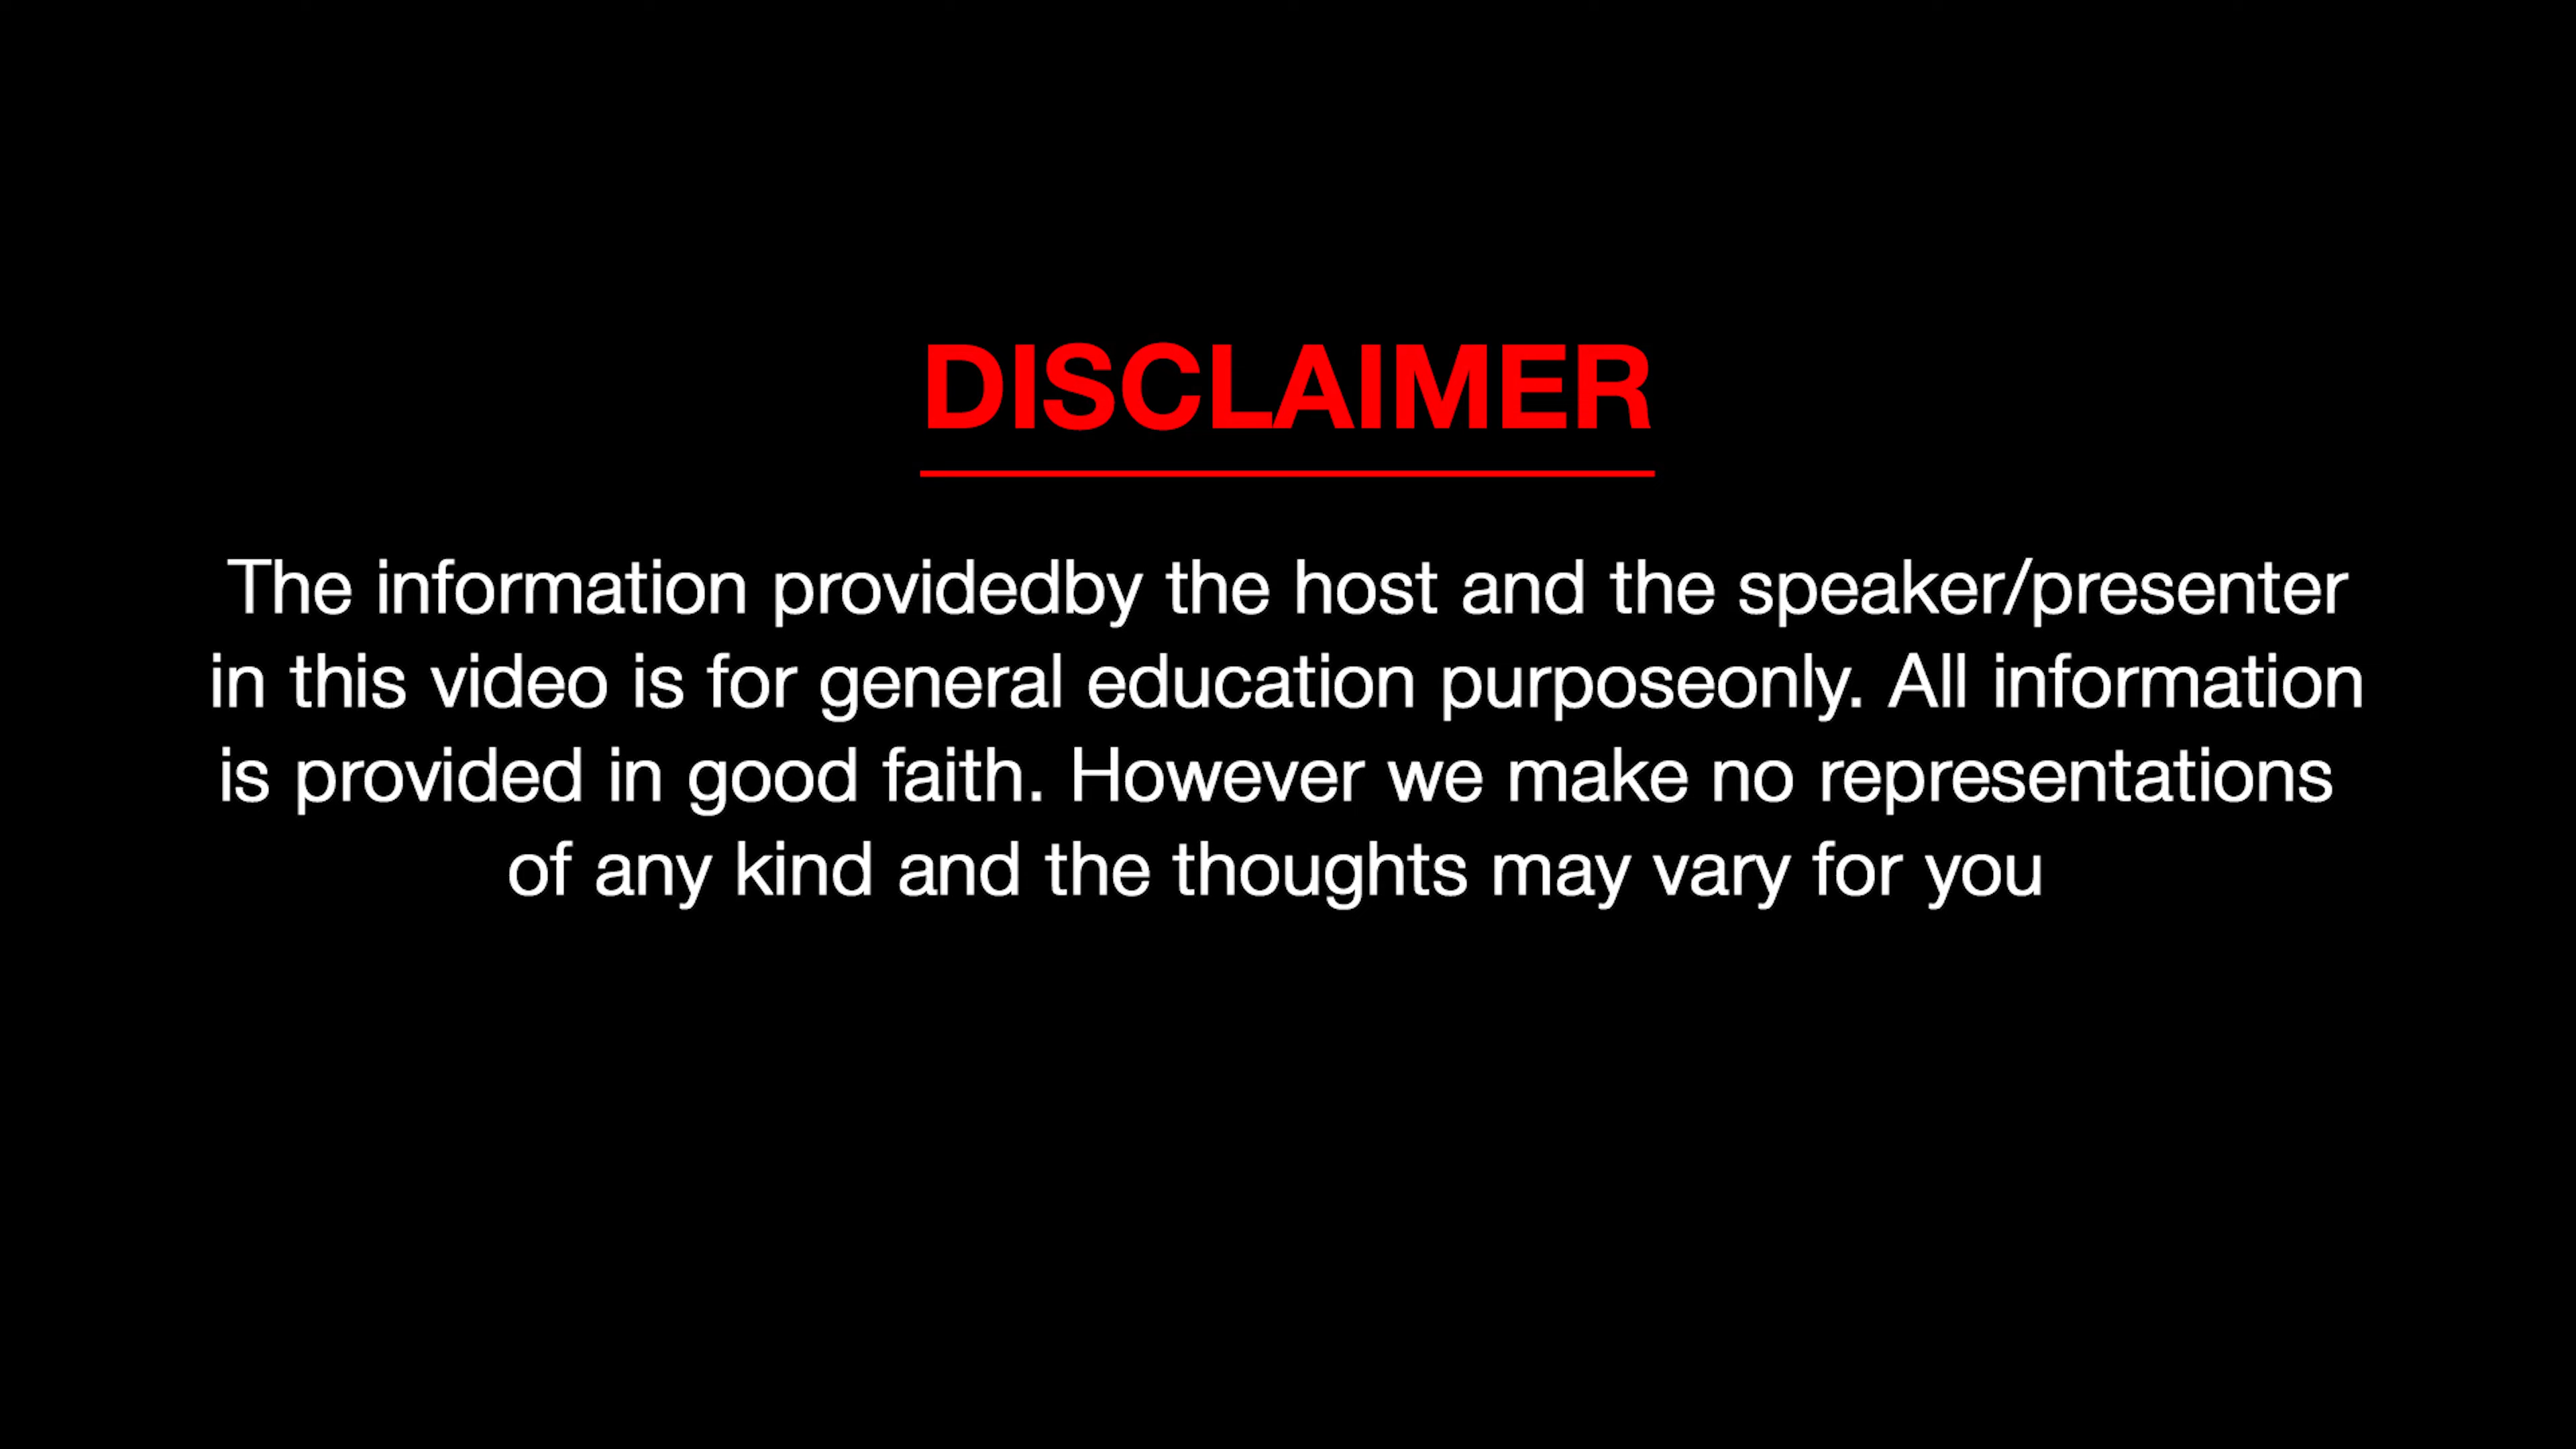 DISCLAIMER
The information providedby the host and the speaker/presenter
in this video is for general education purposeonly. All information
is provided in good faith. However we make no representations
of any kind and the thoughts may vary for you